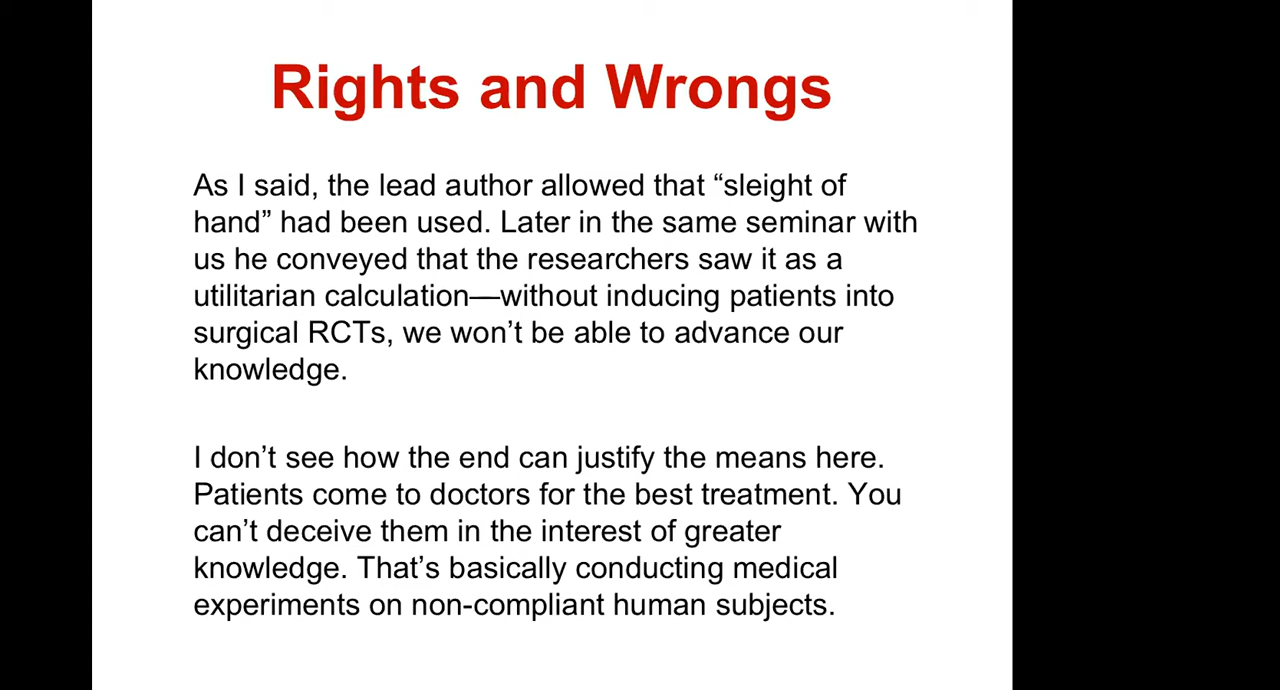 Rights and Wrongs
As I said, the lead author allowed that “sleight of
hand” had been used. Later in the same seminar with
us he conveyed that the researchers saw it as a
utilitarian calculation—without inducing patients into
surgical RCTs, we won’t be able to advance our
knowledge.
I don’t see how the end can justify the means here.
Patients come to doctors for the best treatment. You
can’t deceive them in the interest of greater
knowledge. That’s basically conducting medical
experiments on non-compliant human subjects.